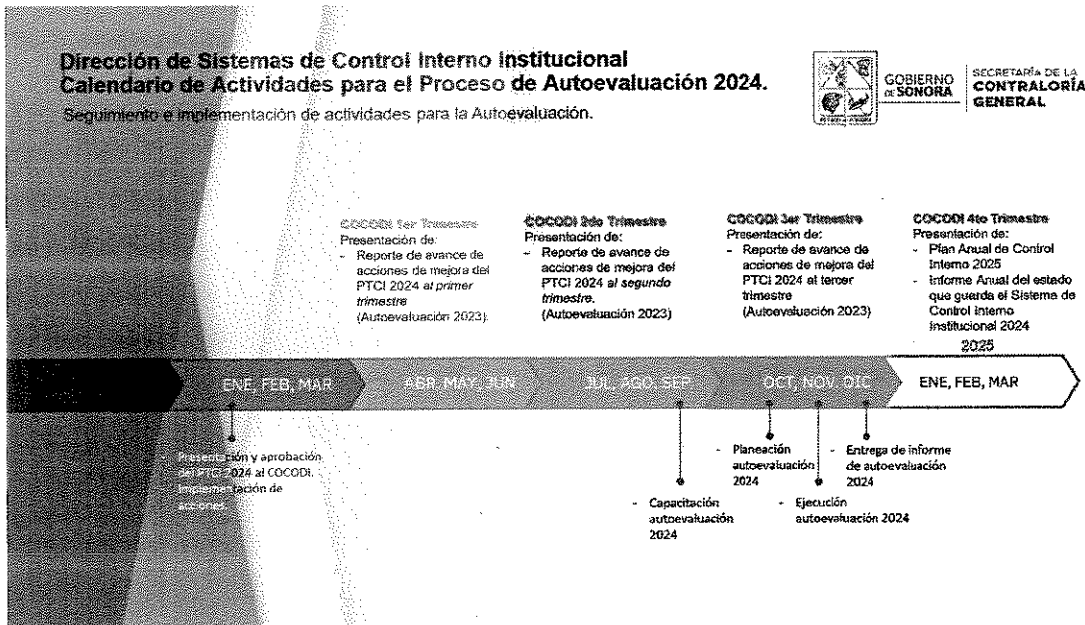 Dirección de Sistemas de Control Interno Institucional
Calendario de Actividades para el Proceso de Autoevaluación 2024.
Seguimiento e implementación de actividades para la Autoevaluación.
GOBIERNO
DE SONORA
SECRETARÍA DE LA
CONTRALORÍA
GENERAL
COCODI 1er Trimestre
Presentación de:
- Reporte de avance de
acciones de mejora del
PTCI 2024 al primer
trimestre
(Autoevaluación 2023).
COCODI 2do Trimestre
Presentación de:
- Reporte de avance de
acciones de mejora del
PTCI 2024 al segundo
trimestre.
(Autoevaluación 2023)
COCODI 3er Trimestre
Presentación de:
- Reporte de avance de
acciones de mejora del
PTCI 2024 al tercer
trimestre
(Autoevaluación 2023)
COCODI 4to Trimestre
Presentación de:
- Plan Anual de Control
Interno 2025
- Informe Anual del estado
que guarda el Sistema de
Control Interno
Institucional 2024
2025
ENE, FEB, MAR
ABR, MAY, JUN
JUL, AGO, SEP
OCT, NOV, DIC
ENE, FEB, MAR
- Presentación y aprobación
del PTCI 2024 al COCODI.
Implementación de
acciones.
- Capacitación
autoevaluación
2024
- Planeación
autoevaluación
2024
- Ejecución
autoevaluación 2024
- Entrega de informe
de autoevaluación
2024